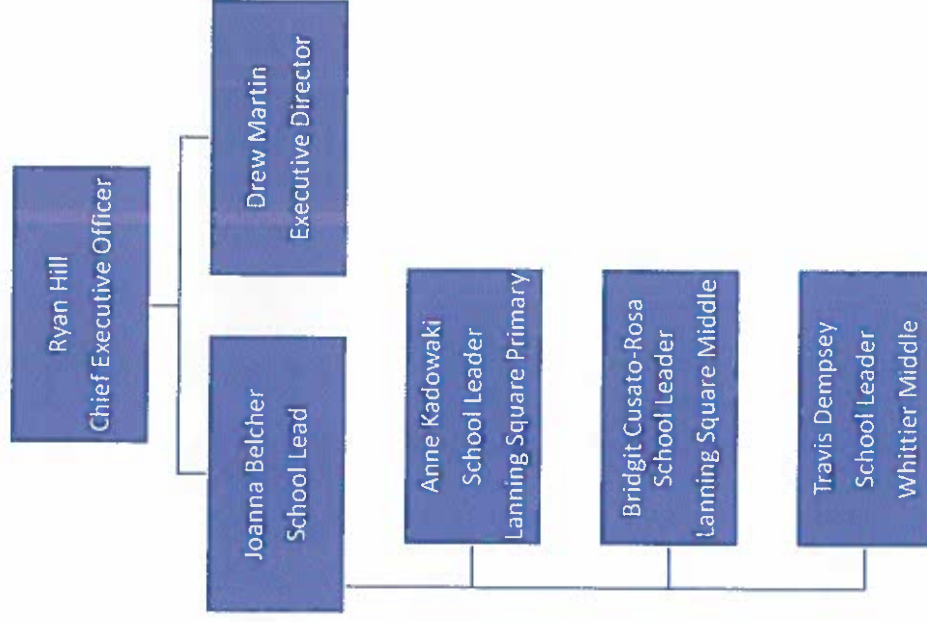 Ryan Hill
Chief Executive Officer
Joanna Belcher
School Lead
Drew Martin
Executive Director
Anne Kadowaki
School Leader
Lanning Square Primary
Bridgit Cusato-Rosa
School Leader
Lanning Square Middle
Travis Dempsey
School Leader
Whittier Middle